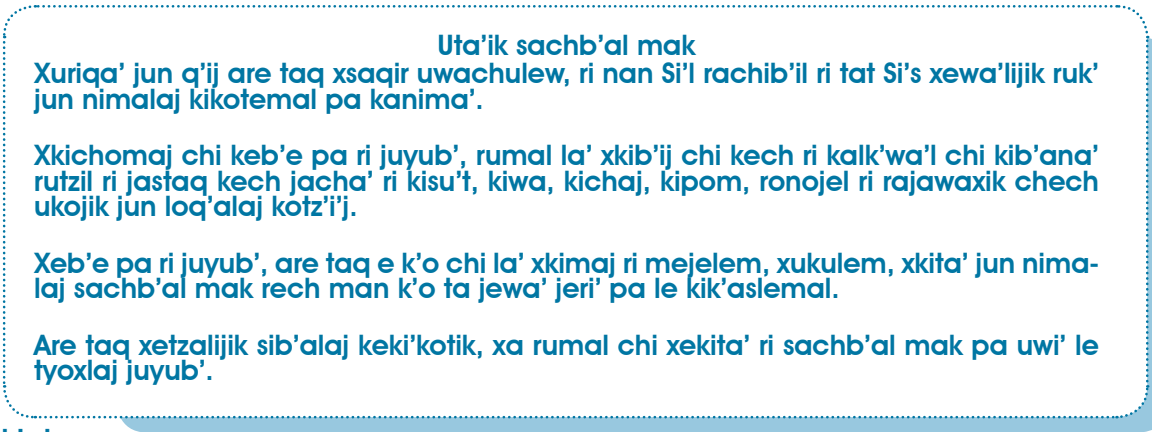 Uta’ik sachb’al mak
Xuriqa’ jun q’ij are taq xsaqir uwachulew, ri nan Si’l rachib’il ri tat Si’s xewa’lijik ruk’
jun nimalaj kikotemal pa kanima’.
Xkichomaj chi keb’e pa ri juyub’, rumal la’ xkib’ij chi kech ri kalk’wa’l chi kib’ana’
rutzil ri jastaq kech jacha’ ri kisu’t, kiwa, kichaj, kipom, ronojel ri rajawaxik chech
ukojik jun loq’alaj kotz’i’j.
Xeb’e pa ri juyub’, are taq e k’o chi la’ xkimaj ri mejelem, xukulem, xkita’ jun nima-
laj sachb’al mak rech man k’o ta jewa’ jeri’ pa le kik’aslemal.
Are taq xetzalijik sib’alaj keki’kotik, xa rumal chi xekita’ ri sachb’al mak pa uwi’ le
tyoxlaj juyub’.